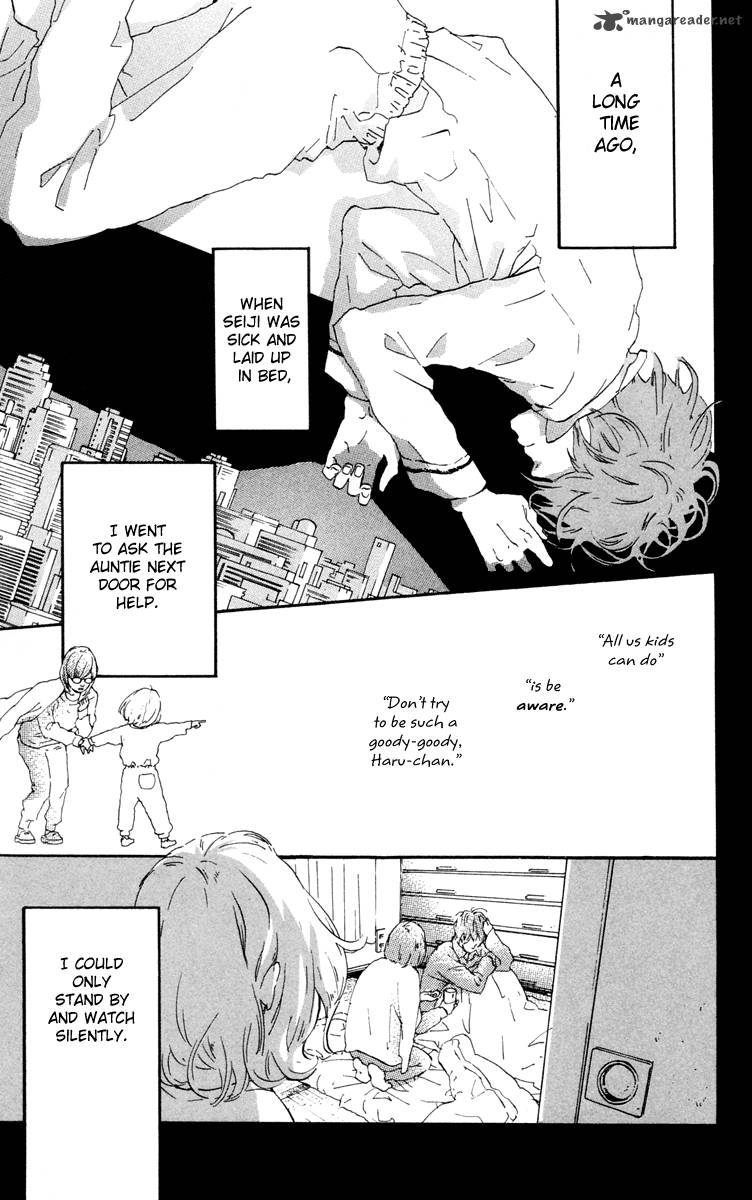 mangareader.net
A
LONG
TIME
AGO,
WHEN
SEIJI WAS
SICK AND
LAID UP
IN BED,
I WENT
TO ASK THE
AUNTIE NEXT
DOOR FOR
HELP.
"All us kids
can do"
"is be
aware."
"Don't try
to be such a
goody-goody,
Haru-chan."
I COULD
ONLY
STAND BY
AND WATCH
SILENTLY.